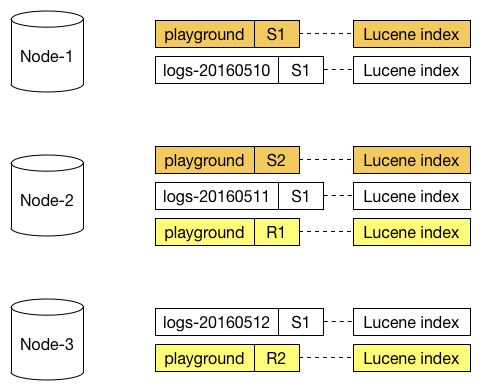 playground S1 Lucene index
Node-1
logs-20160510 S1 Lucene index
playground S2 Lucene index
Node-2
logs-20160511 S1 Lucene index
playground R1 Lucene index
logs-20160512 S1 Lucene index
Node-3
playground R2 Lucene index